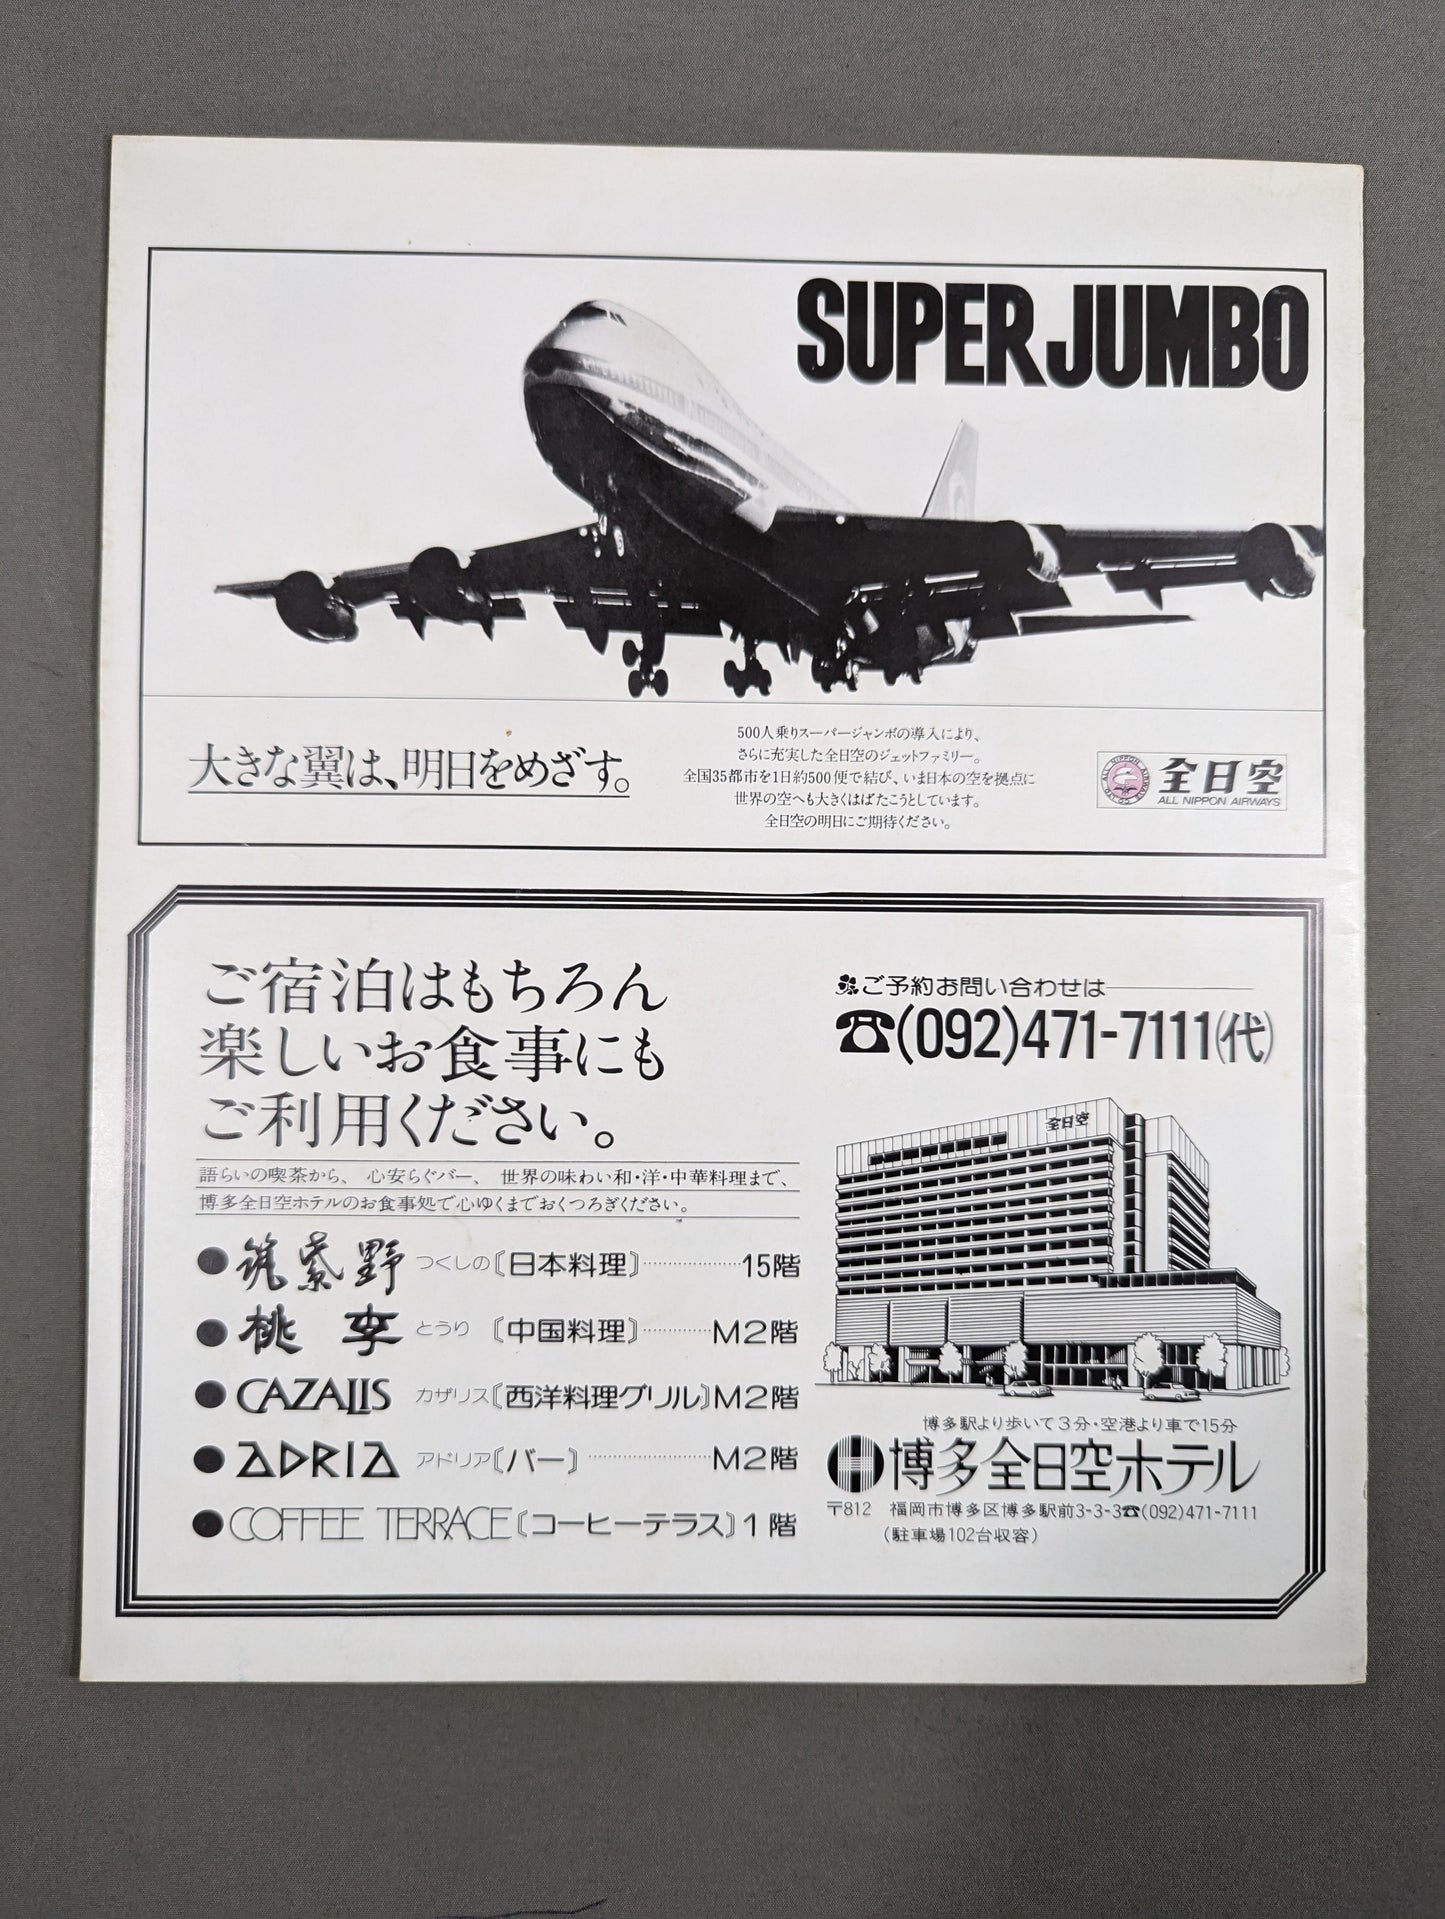 SUPER JUMBO
大きな翼は、明日をめざす。
500人乗りスーパージャンボの導入により、
さらに充実した全日空のジェットファミリー。
全国35都市を1日約500便で結び、いま日本の空を拠点に
世界の空へも大きくはばたこうとしています。
全日空の明日にご期待ください。
ALL NIPPON AIRWAYS CO. LTD.
全日空
ALL NIPPON AIRWAYS
ご宿泊はもちろん
楽しいお食事にも
ご利用ください。
語らいの喫茶から、心安らぐバー、世界の味わい和・洋・中華料理まで、
博多全日空ホテルのお食事処で心ゆくまでおくつろぎください。
●筑紫野 つくしの〔日本料理〕……………15階
●桃李 とうり〔中国料理〕…………M2階
●CAZALIS カザリス〔西洋料理グリル〕M2階
●ADRIA アドリア〔バー〕………………M2階
●COFFEE TERRACE〔コーヒーテラス〕1階
ご予約お問い合わせは
☎(092)471-7111(代)
全日空
博多駅より歩いて3分・空港より車で15分
博多全日空ホテル
〒812 福岡市博多区博多駅前3-3-3☎(092)471-7111
(駐車場102台収容)